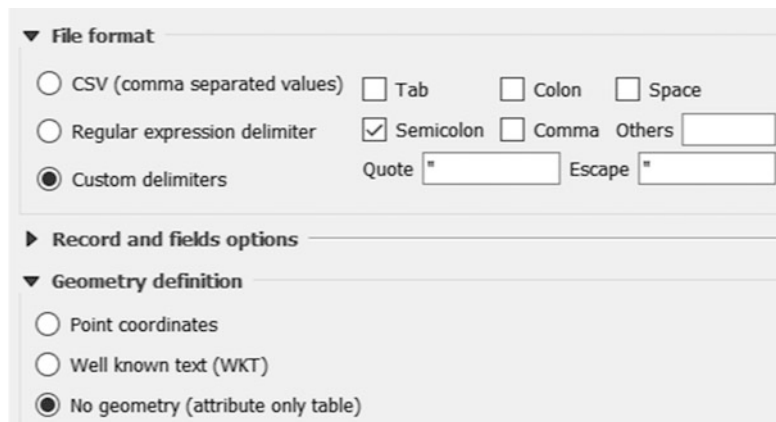 File format
CSV (comma separated values) Tab Colon Space
Regular expression delimiter Semicolon Comma Others
Custom delimiters Quote " Escape "
Record and fields options
Geometry definition
Point coordinates
Well known text (WKT)
No geometry (attribute only table)